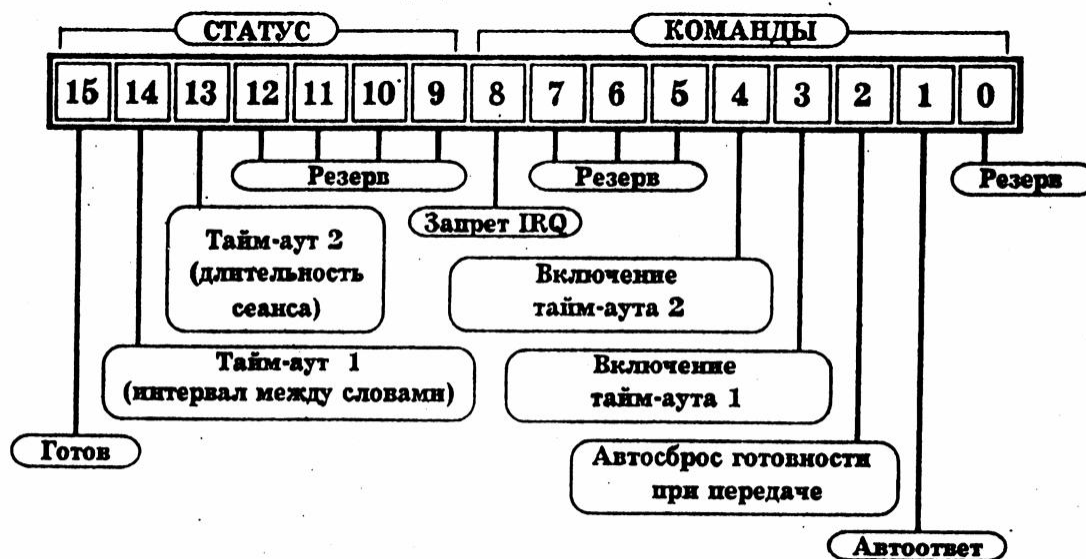 СТАТУС КОМАНДЫ
15 14 13 12 11 10 9 8 7 6 5 4 3 2 1 0
Резерв Резерв Резерв
Запрет IRQ
Тайм-аут 2
(длительность
сеанса)
Включение
тайм-аута 2
Тайм-аут 1
(интервал между словами)
Включение
тайм-аута 1
Готов
Автосброс готовности
при передаче
Автоответ